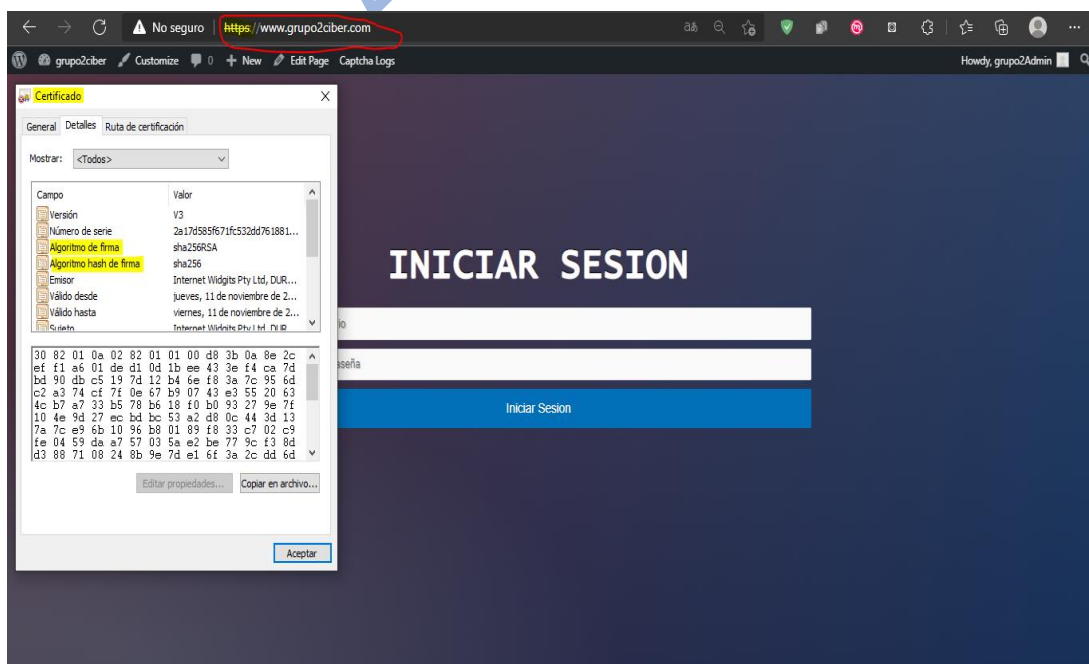 No seguro | https://www.grupo2ciber.com
grupo2ciber Customize 0 + New Edit Page Captcha Logs Howdy, grupo2Admin
Certificado X
General Detalles Ruta de certificación
Mostrar: <Todos>
Campo Valor
Versión V3
Número de serie 2a17d585f671fc532dd761881...
Algoritmo de firma sha256RSA
Algoritmo hash de firma sha256
Emisor Internet Widgits Pty Ltd, DUR...
Válido desde jueves, 11 de noviembre de 2...
Válido hasta viernes, 11 de noviembre de 2...
Sujeto Internet Widgits Pty Ltd, DUR
INICIAR SESION
io
aseña
Iniciar Sesion
30 82 01 0a 02 82 01 01 00 d8 3b 0a 8e 2c
ef f1 a6 01 de d1 0d 1b ee 43 3e f4 ca 7d
bd 90 db c5 19 7d 12 b4 6e f8 3a 7c 95 6d
c2 a3 74 cf 7f 0e 67 b9 07 43 e3 55 20 63
4c b7 a7 33 b5 78 b6 18 f0 b0 93 27 9e 7f
10 4e 9d 27 ec bd bc 53 a2 d8 0c 44 3d 13
7a 7c e9 6b 10 96 b8 01 89 f8 33 c7 02 c9
fe 04 59 da a7 57 03 5a e2 be 77 9c f3 8d
d3 88 71 08 24 8b 9e 7d e1 6f 3a 2c dd 6d
Editar propiedades... Copiar en archivo...
Aceptar